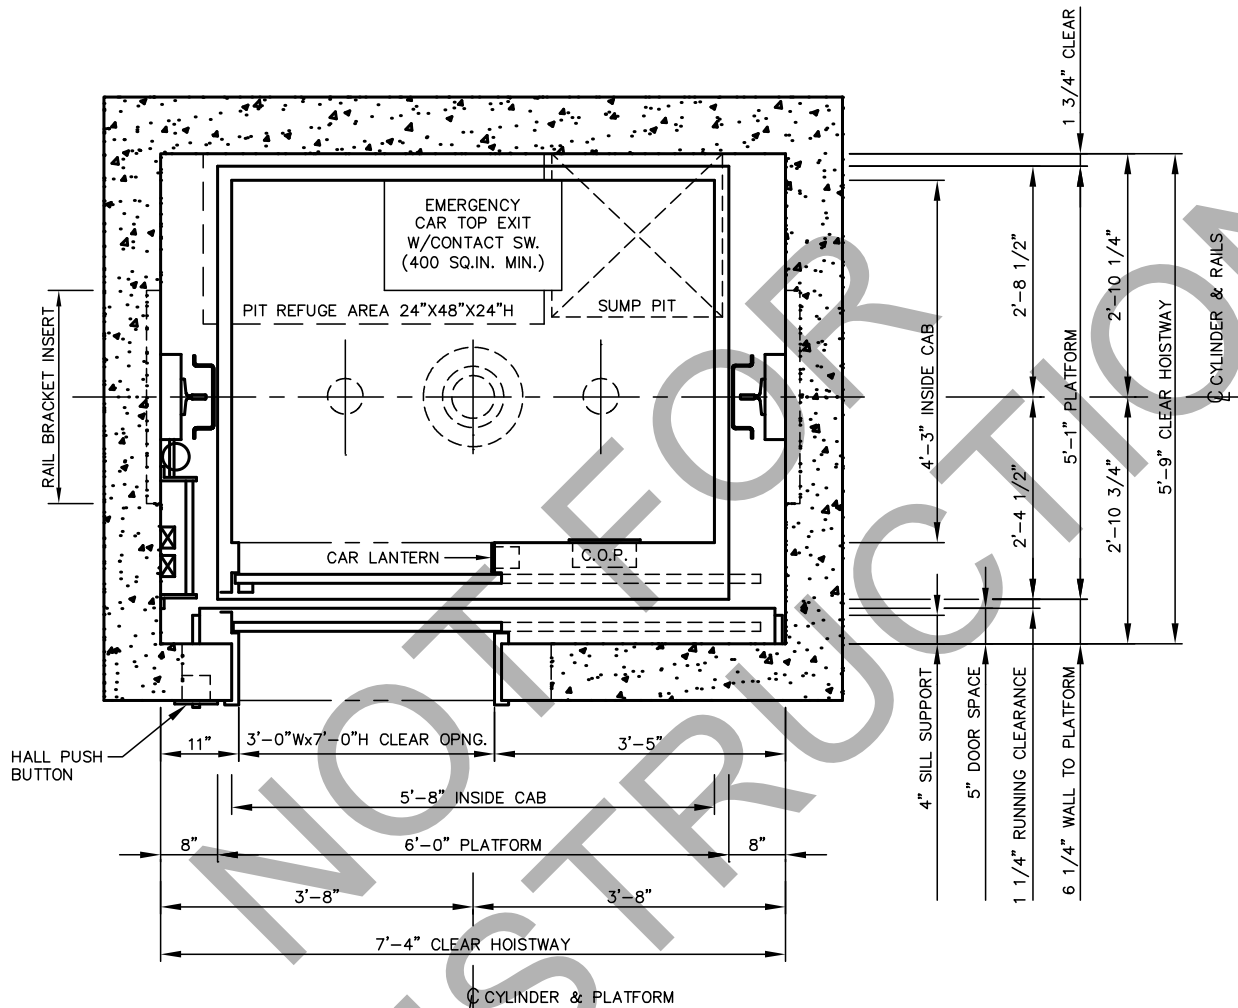 1 3/4" CLEAR
EMERGENCY
CAR TOP EXIT
W/CONTACT SW.
(400 SQ.IN. MIN.)
PIT REFUGE AREA 24"X48"X24"H
SUMP PIT
RAIL BRACKET INSERT
CAR LANTERN
C.O.P.
4'-3" INSIDE CAB
2'-8 1/2"
2'-4 1/2"
5'-1" PLATFORM
2'-10 1/4"
2'-10 3/4"
5'-9" CLEAR HOISTWAY
℄ CYLINDER & RAILS
HALL PUSH
BUTTON
11"
3'-0"Wx7'-0"H CLEAR OPNG.
3'-5"
5'-8" INSIDE CAB
8"
6'-0" PLATFORM
8"
3'-8"
3'-8"
7'-4" CLEAR HOISTWAY
℄ CYLINDER & PLATFORM
4" SILL SUPPORT
5" DOOR SPACE
1 1/4" RUNNING CLEARANCE
6 1/4" WALL TO PLATFORM
NOT FOR
NSTRUCTION